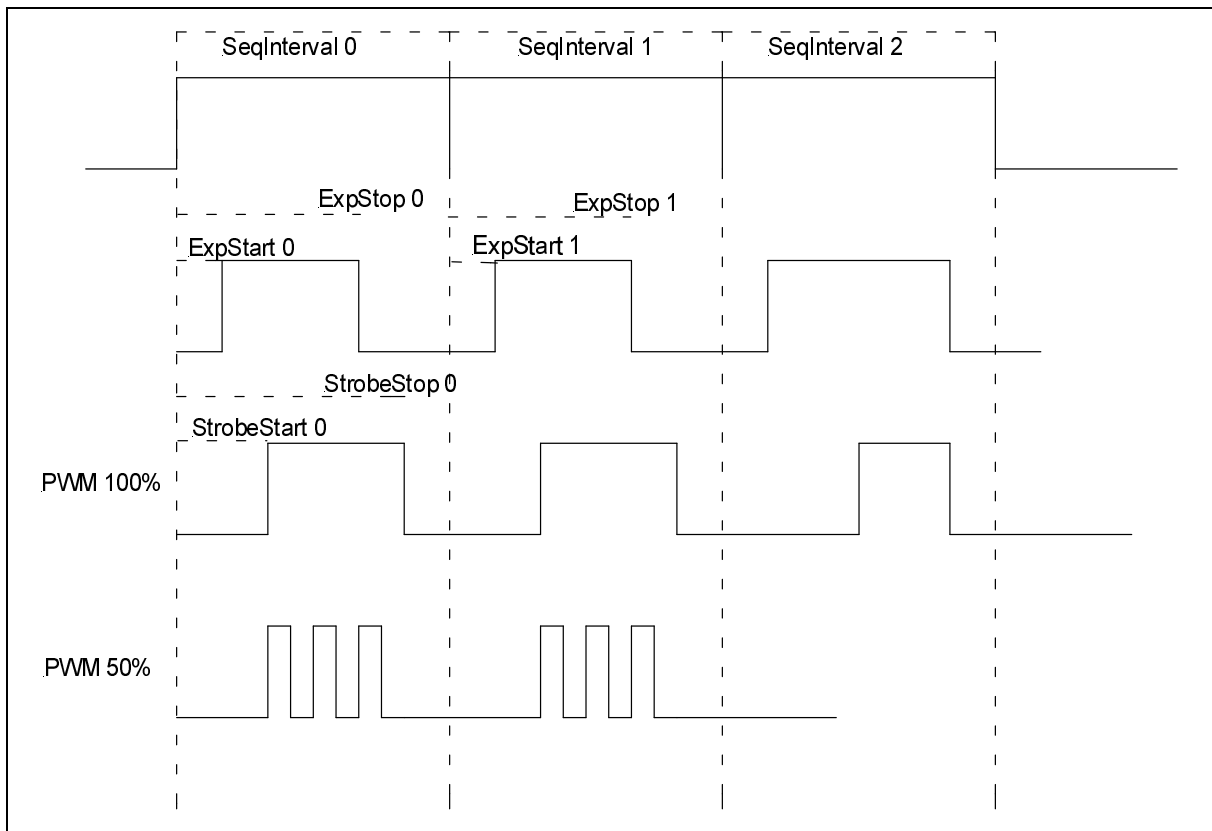 SeqInterval 0
SeqInterval 1
SeqInterval 2
ExpStop 0
ExpStop 1
ExpStart 0
ExpStart 1
StrobeStop 0
StrobeStart 0
PWM 100%
PWM 50%